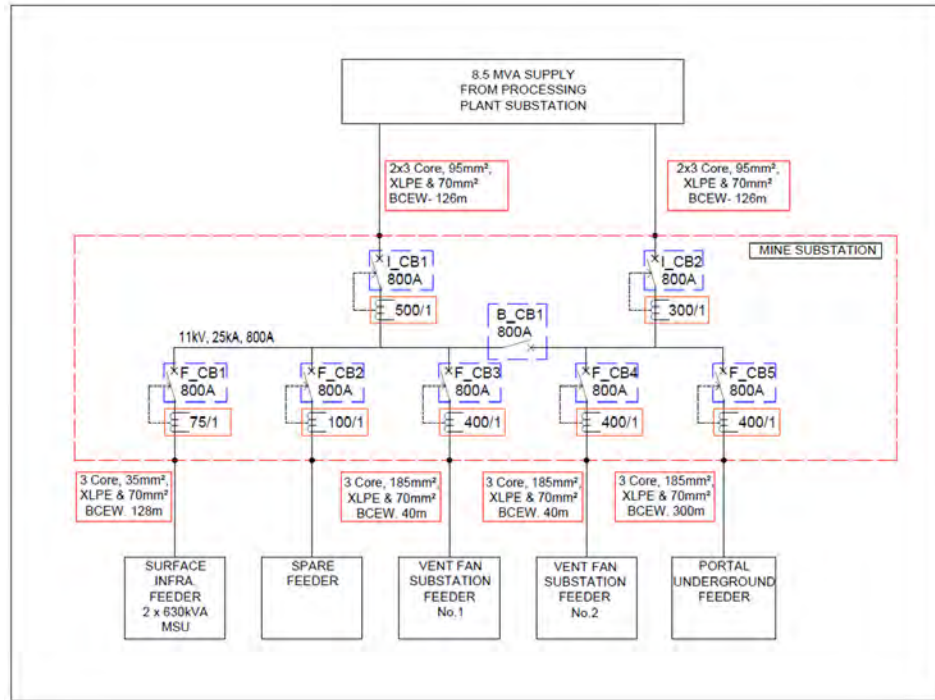 8.5 MVA SUPPLY
FROM PROCESSING
PLANT SUBSTATION
2x3 Core, 95mm²,
XLPE & 70mm²
BCEW- 126m
2x3 Core, 95mm²,
XLPE & 70mm²
BCEW- 126m
MINE SUBSTATION
I_CB1
800A
500/1
I_CB2
800A
300/1
B_CB1
800A
11kV, 25kA, 800A
F_CB1
800A
75/1
F_CB2
800A
100/1
F_CB3
800A
400/1
F_CB4
800A
400/1
F_CB5
800A
400/1
3 Core, 35mm²,
XLPE & 70mm²
BCEW. 128m
3 Core, 185mm²,
XLPE & 70mm²
BCEW. 40m
3 Core, 185mm²,
XLPE & 70mm²
BCEW. 40m
3 Core, 185mm²,
XLPE & 70mm²
BCEW. 300m
SURFACE
INFRA.
FEEDER
2 x 630kVA
MSU
SPARE
FEEDER
VENT FAN
SUBSTATION
FEEDER
No.1
VENT FAN
SUBSTATION
FEEDER
No.2
PORTAL
UNDERGROUND
FEEDER